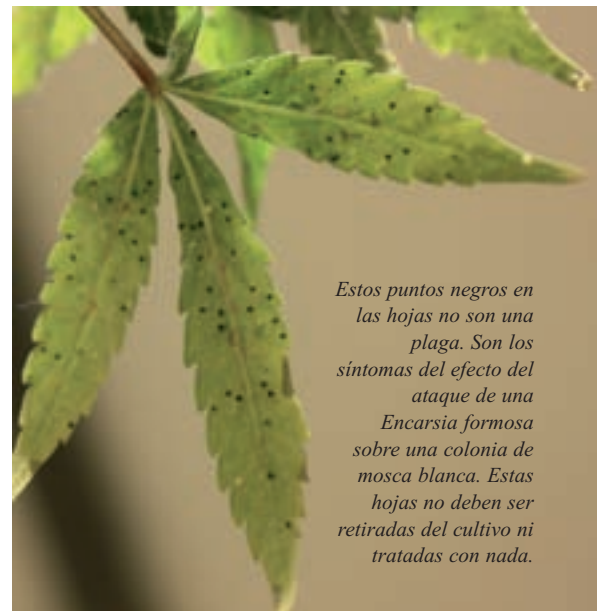 Estos puntos negros en
las hojas no son una
plaga. Son los
síntomas del efecto del
ataque de una
Encarsia formosa
sobre una colonia de
mosca blanca. Estas
hojas no deben ser
retiradas del cultivo ni
tratadas con nada.